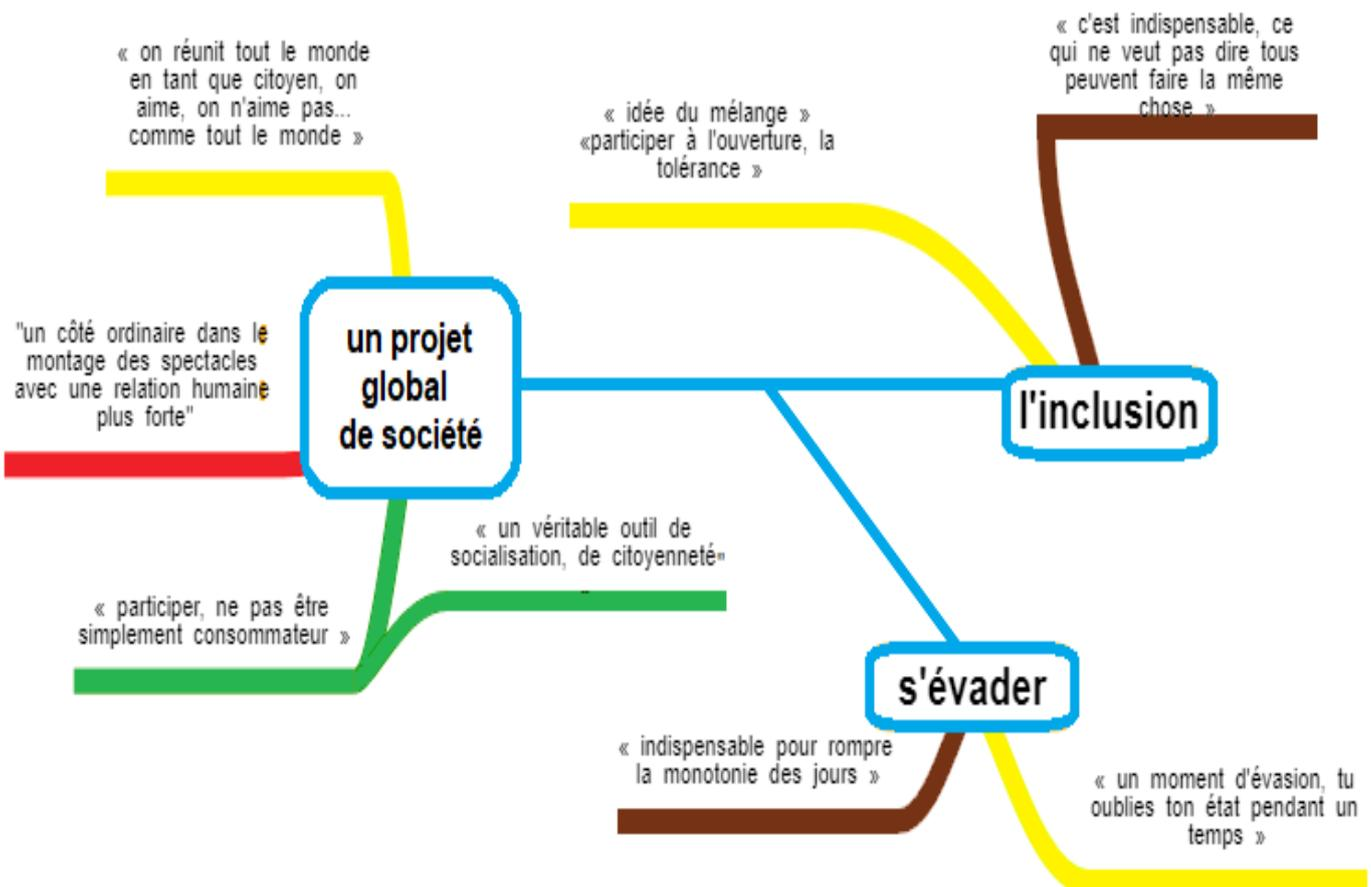 « on réunit tout le monde
en tant que citoyen, on
aime, on n'aime pas...
comme tout le monde »
« idée du mélange »
«participer à l'ouverture, la
tolérance »
« c'est indispensable, ce
qui ne veut pas dire tous
peuvent faire la même
chose »
"un côté ordinaire dans le
montage des spectacles
avec une relation humaine
plus forte"
un projet
global
de société
l'inclusion
« un véritable outil de
socialisation, de citoyenneté"
« participer, ne pas être
simplement consommateur »
s'évader
« indispensable pour rompre
la monotonie des jours »
« un moment d'évasion, tu
oublies ton état pendant un
temps »